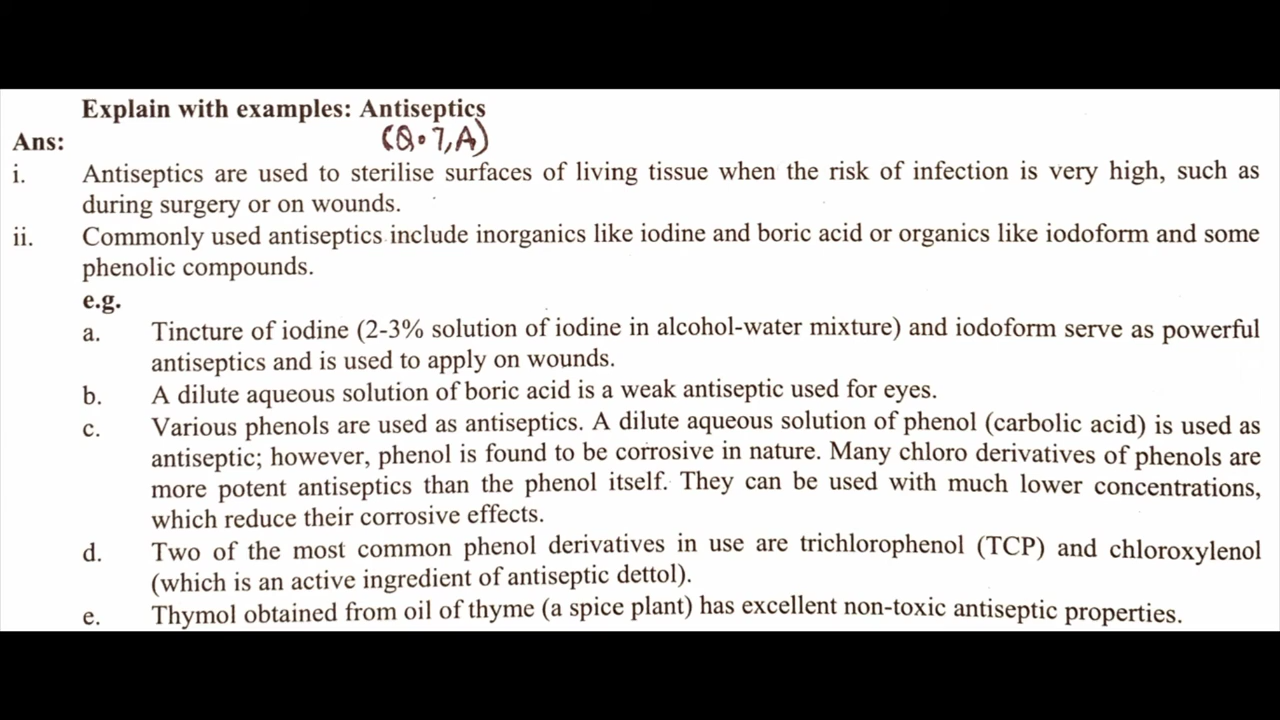 Explain with examples: Antiseptics
(Q.7,A)
Ans:
i. Antiseptics are used to sterilise surfaces of living tissue when the risk of infection is very high, such as
during surgery or on wounds.
ii. Commonly used antiseptics include inorganics like iodine and boric acid or organics like iodoform and some
phenolic compounds.
e.g.
a. Tincture of iodine (2-3% solution of iodine in alcohol-water mixture) and iodoform serve as powerful
antiseptics and is used to apply on wounds.
b. A dilute aqueous solution of boric acid is a weak antiseptic used for eyes.
c. Various phenols are used as antiseptics. A dilute aqueous solution of phenol (carbolic acid) is used as
antiseptic; however, phenol is found to be corrosive in nature. Many chloro derivatives of phenols are
more potent antiseptics than the phenol itself. They can be used with much lower concentrations,
which reduce their corrosive effects.
d. Two of the most common phenol derivatives in use are trichlorophenol (TCP) and chloroxylenol
(which is an active ingredient of antiseptic dettol).
e. Thymol obtained from oil of thyme (a spice plant) has excellent non-toxic antiseptic properties.